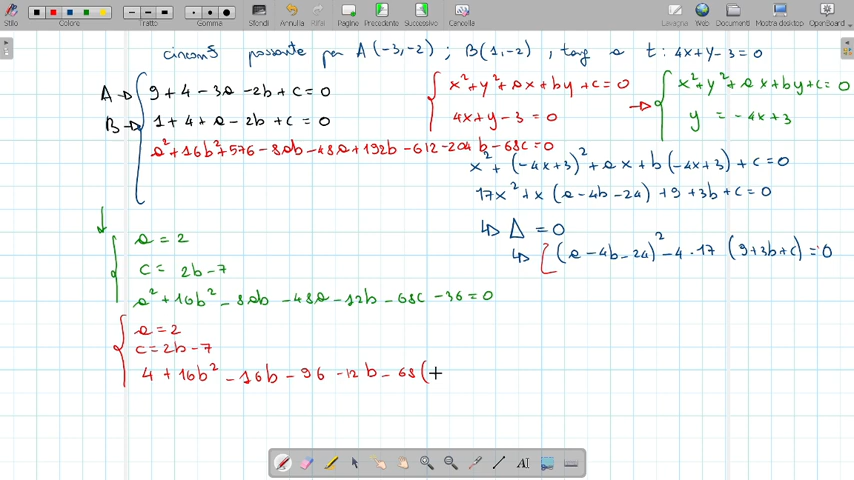 Stilo
Colore
Tratto
Gomma
Sfondi
Annulla
Rifai
Pagine
Precedente
Successivo
Cancella
Lavagna
Web
Documenti
Mostra desktop
OpenBoard
circonf passante per A(-3,-2) ; B(1,-2) , tang a t: 4x+y-3=0
A → 9+4-3a-2b+c=0
B → 1+4+a-2b+c=0
a²+16b²+576-8ab-48a+192b-612-204b-68c=0
x²+y²+ax+by+c=0
4x+y-3=0
→ x²+y²+ax+by+c=0
y = -4x+3
x²+(-4x+3)²+ax+b(-4x+3)+c=0
17x²+x(a-4b-24)+9+3b+c=0
↳ Δ=0
↳ [(a-4b-24)²-4·17(9+3b+c)=0
a=2
c=2b-7
a²+16b²-8ab-48a-12b-68c-36=0
a=2
c=2b-7
4+16b²-16b-96-12b-68(
AI